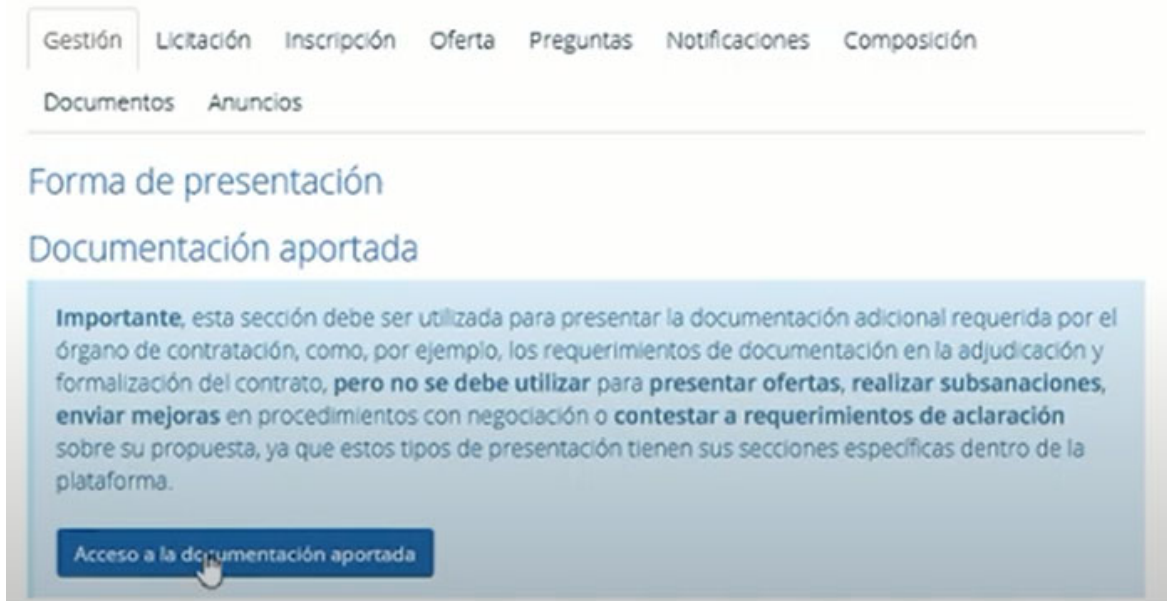 Gestión Licitación Inscripción Oferta Preguntas Notificaciones Composición
Documentos Anuncios
Forma de presentación
Documentación aportada
Importante, esta sección debe ser utilizada para presentar la documentación adicional requerida por el
órgano de contratación, como, por ejemplo, los requerimientos de documentación en la adjudicación y
formalización del contrato, pero no se debe utilizar para presentar ofertas, realizar subsanaciones,
enviar mejoras en procedimientos con negociación o contestar a requerimientos de aclaración
sobre su propuesta, ya que estos tipos de presentación tienen sus secciones específicas dentro de la
plataforma.
Acceso a la documentación aportada